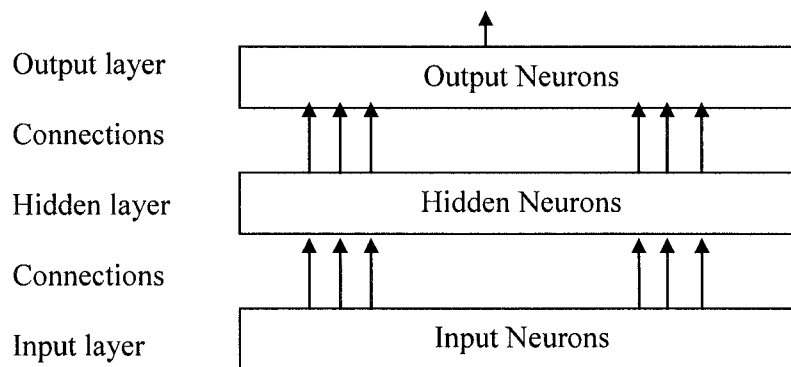 Output layer
Output Neurons
Connections
Hidden layer
Hidden Neurons
Connections
Input layer
Input Neurons